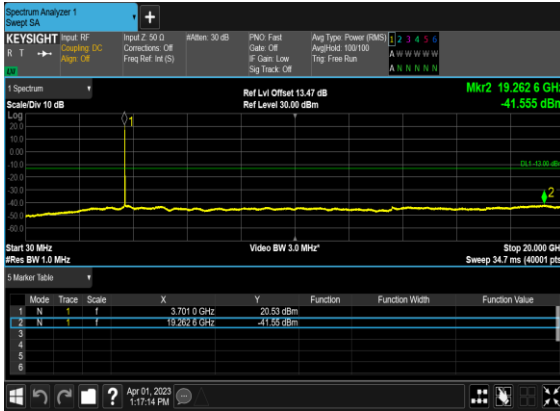 Spectrum Analyzer 1
Swept SA
+
KEYSIGHT Input: RF Input Z: 50 Ω #Atten: 30 dB PNO: Fast Avg Type: Power (RMS) 1 2 3 4 5 6
R T Coupling: DC Corrections: Off Gate: Off Avg|Hold: 100/100 A W W W W W
Align: Off Freq Ref: Int (S) IF Gain: Low Trig: Free Run
Sig Track: Off A N N N N N
1 Spectrum Ref Lvl Offset 13.47 dB Mkr2 19.262 6 GHz
Scale/Div 10 dB Ref Level 30.00 dBm -41.555 dBm
Log
1
20.0
10.0
0.00
-10.0 DL1 -13.00 dBm
-20.0
-30.0
-40.0 2
-50.0
-60.0
Start 30 MHz Video BW 3.0 MHz* Stop 20.000 GHz
#Res BW 1.0 MHz Sweep 34.7 ms (40001 pts)
5 Marker Table
Mode Trace Scale X Y Function Function Width Function Value
1 N 1 f 3.701 0 GHz 20.53 dBm
2 N 1 f 19.262 6 GHz -41.55 dBm
3
4
5
6
? Apr 01, 2023
1:17:14 PM